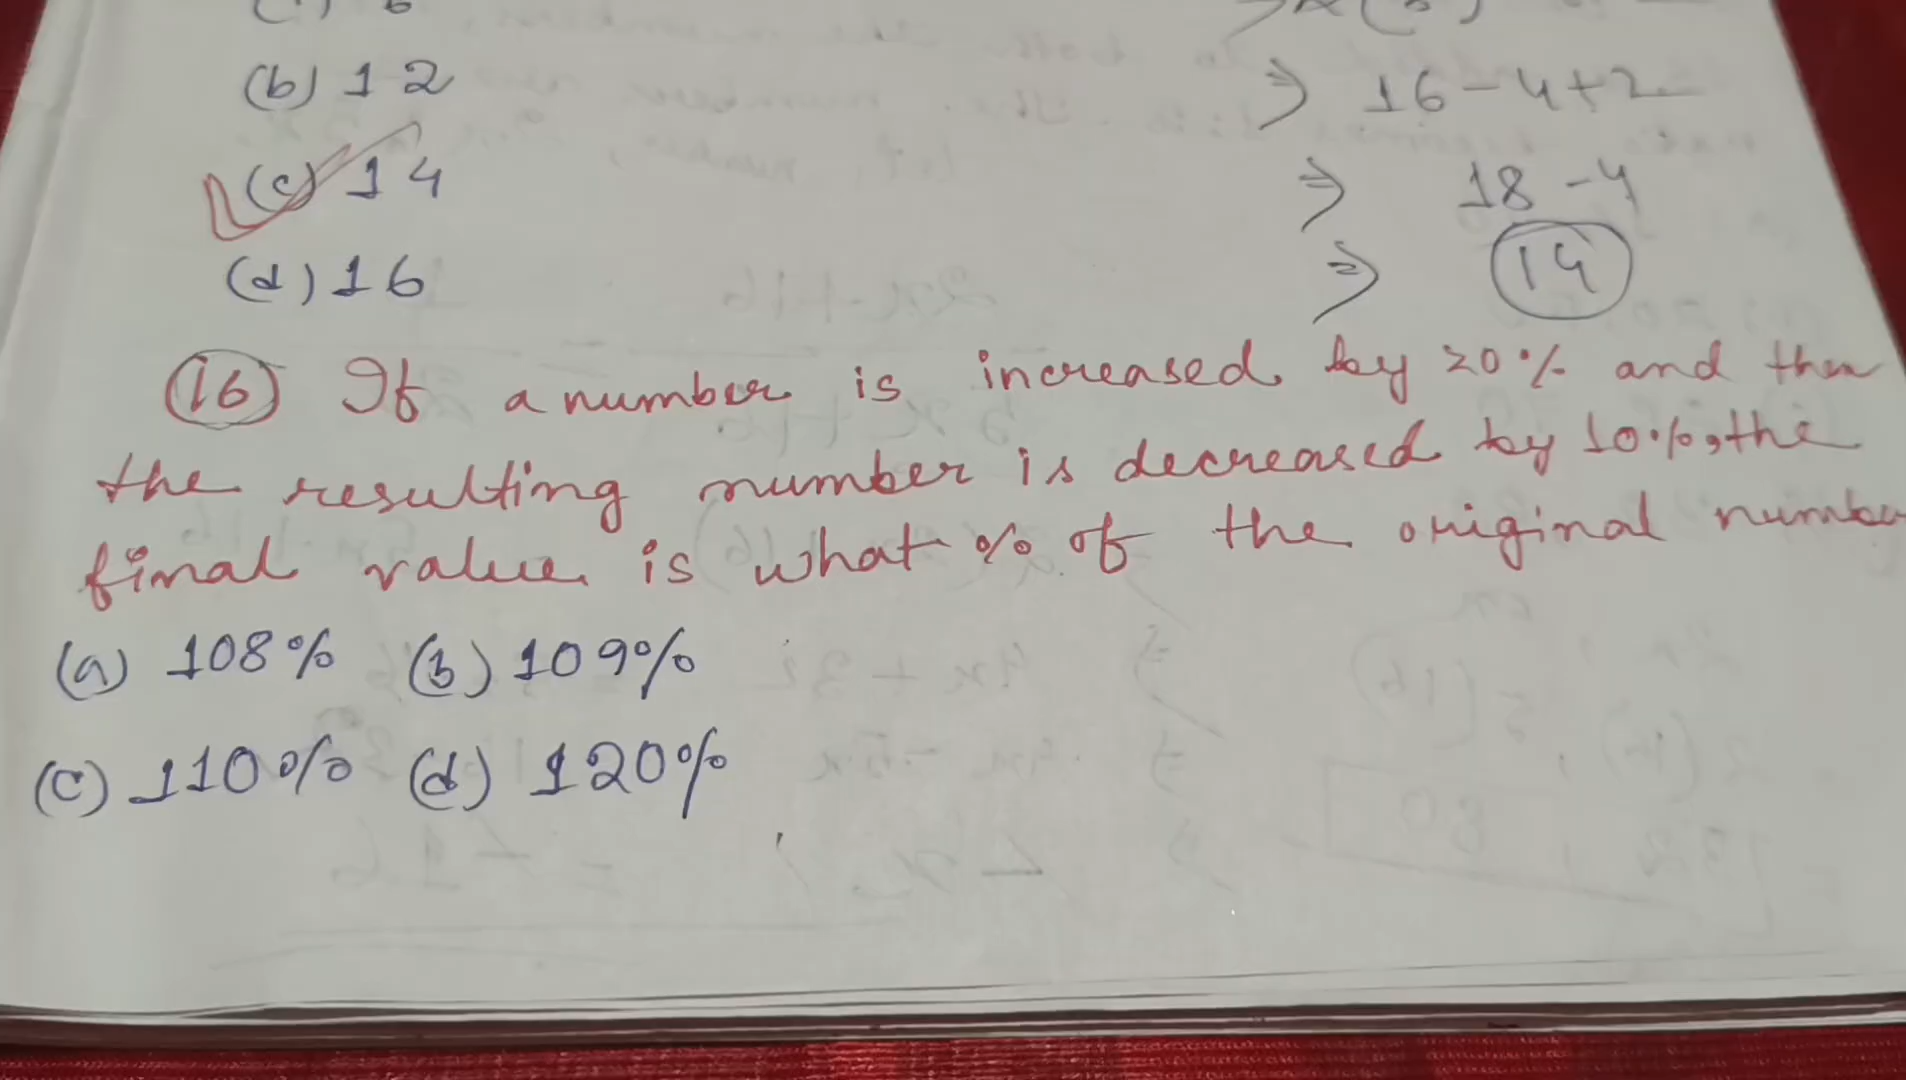 (b) 12
⇒ 16-4+2
(c) 14
⇒ 18-4
(d) 16
⇒ 14
(16) If a number is increased by 20% and then
the resulting number is decreased by 10%, the
final value is what % of the original number
(a) 108% (b) 109%
(c) 110% (d) 120%